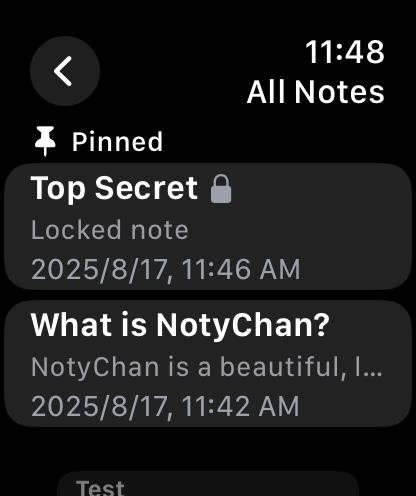 11:48
All Notes
Pinned
Top Secret
Locked note
2025/8/17, 11:46 AM
What is NotyChan?
NotyChan is a beautiful, l...
2025/8/17, 11:42 AM
Test